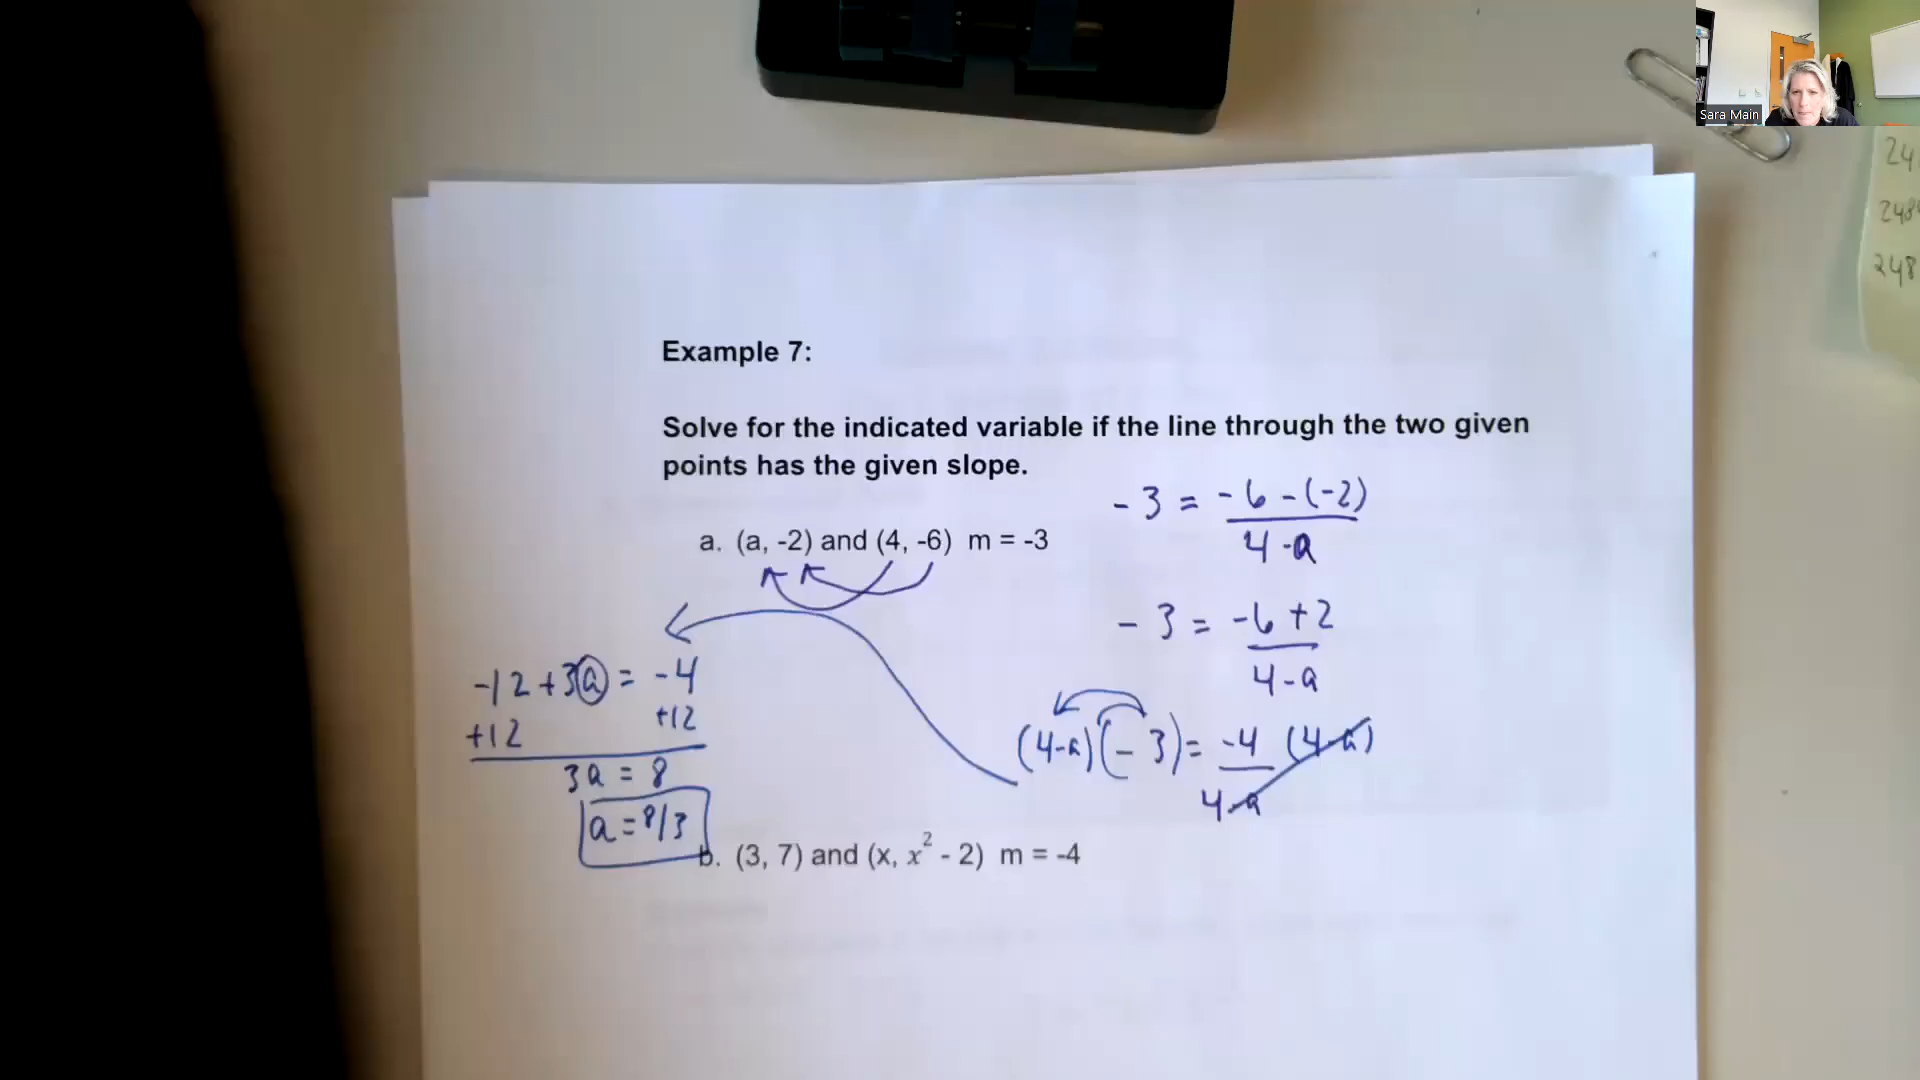 Sara Main
24
248
248
Example 7:
Solve for the indicated variable if the line through the two given
points has the given slope.
a. (a, -2) and (4, -6) m = -3
-3 = -6-(-2)
4-a
-3 = -6+2
4-a
(4-a)(-3) = -4 (4-a)
4-a
-12+3a = -4
+12 +12
3a = 8
a = 8/3
b. (3, 7) and (x, x² - 2) m = -4